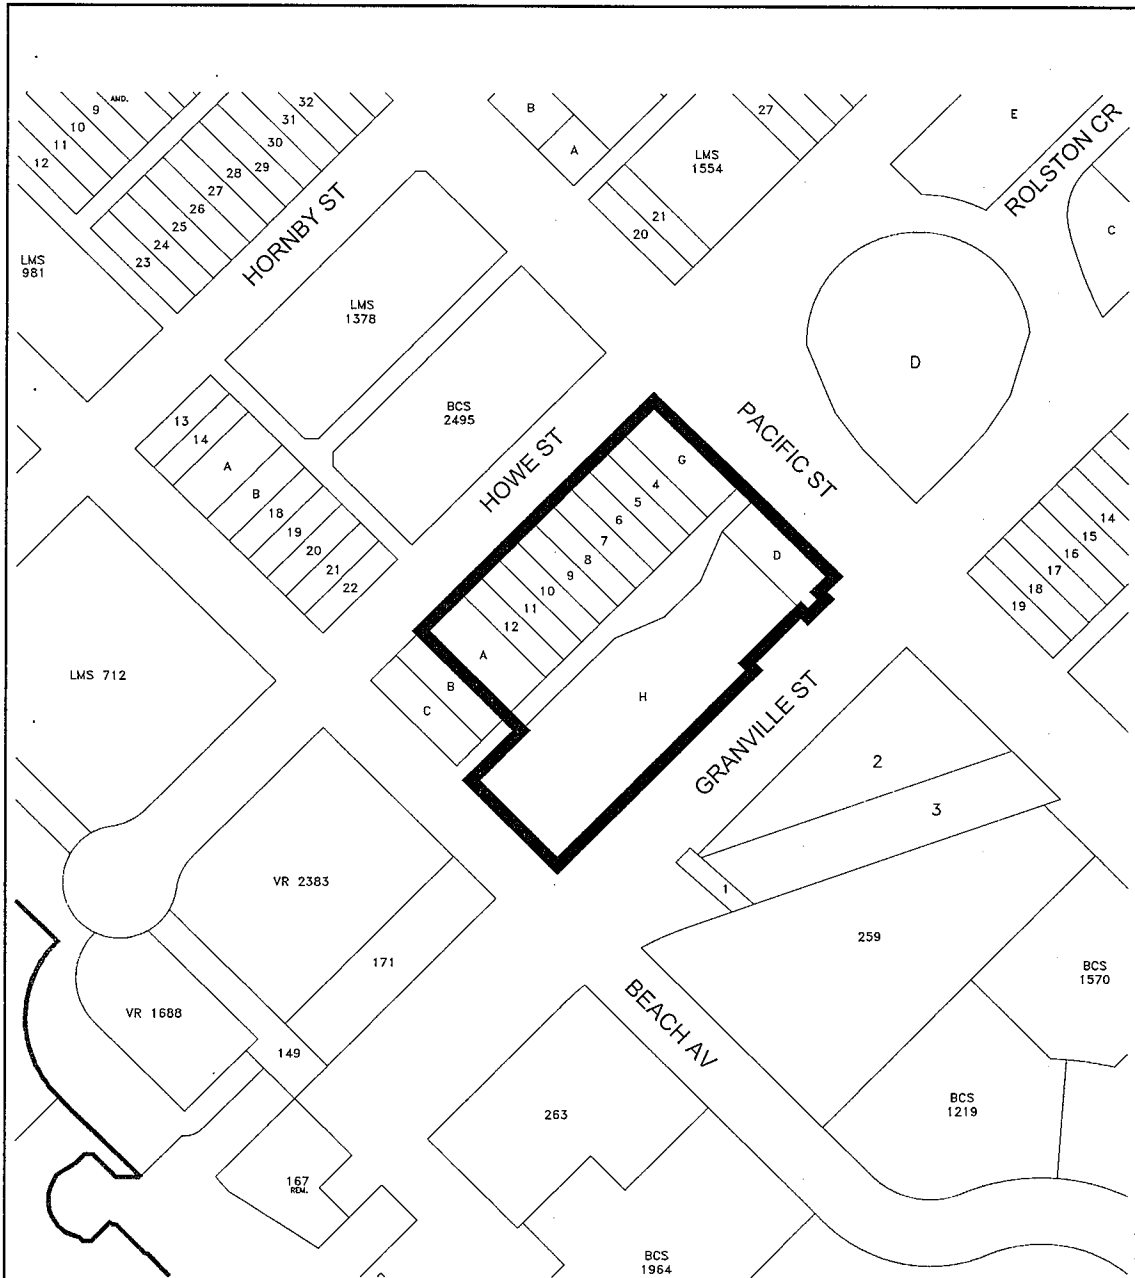 AMD.
9
10
11
12
32
31
30
29
28
27
26
25
24
23
HORNBY ST
B
A
27
LMS
1554
21
20
E
ROLSTON CR
C
LMS
981
LMS
1378
BCS
2495
D
13
14
A
B
18
19
20
21
22
HOWE ST
PACIFIC ST
G
4
5
6
7
8
9
10
11
12
A
B
C
D
H
14
15
16
17
18
19
LMS 712
GRANVILLE ST
2
3
1
VR 2383
171
259
BCS
1570
VR 1688
149
BEACH AV
263
BCS
1219
167
REM.
BCS
1964